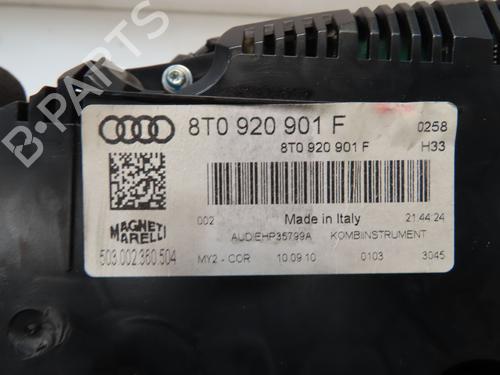 8T0 920 901 F
0258
8T0 920 901 F
H33
002
Made in Italy
21:44:24
MAGNETI
MARELLI
AUDIEHP35799A
KOMBIINSTRUMENT
503.002.360.504
MY2 - COR
10.09.10
0103
3045
B-PARTS